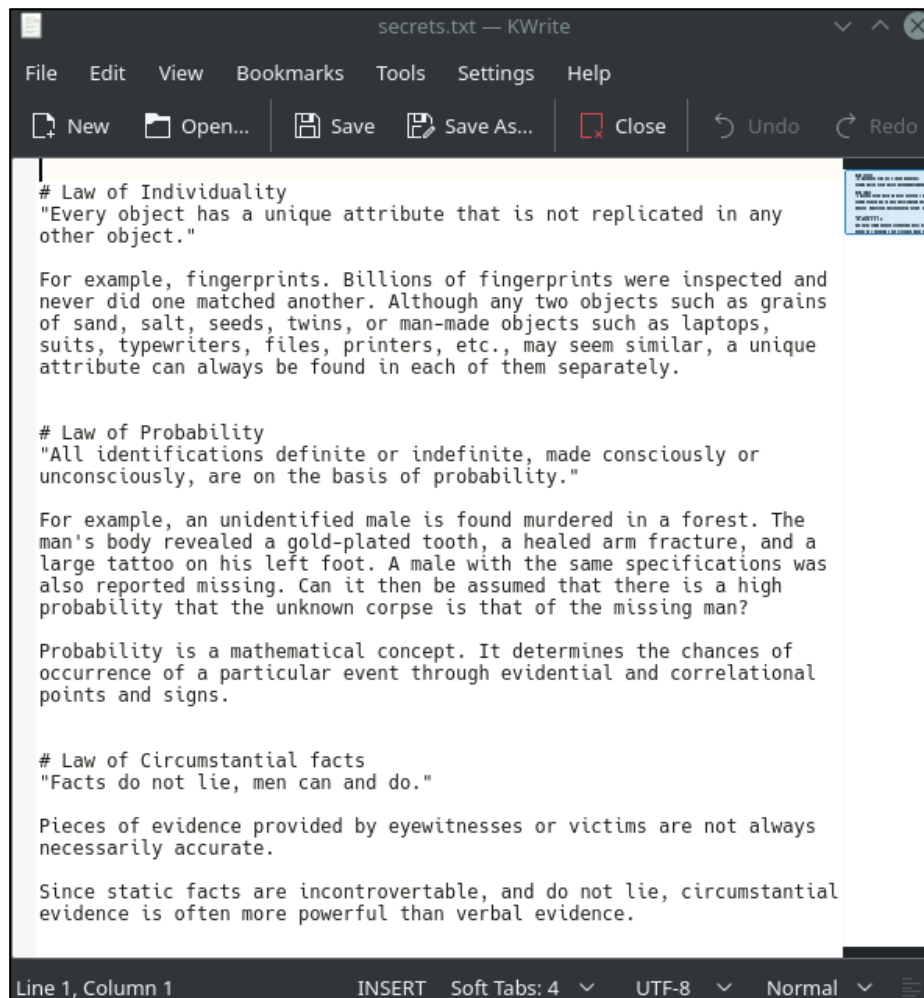 secrets.txt — KWrite
File Edit View Bookmarks Tools Settings Help
New Open... Save Save As... Close Undo Redo
# Law of Individuality
"Every object has a unique attribute that is not replicated in any
other object."
For example, fingerprints. Billions of fingerprints were inspected and
never did one matched another. Although any two objects such as grains
of sand, salt, seeds, twins, or man-made objects such as laptops,
suits, typewriters, files, printers, etc., may seem similar, a unique
attribute can always be found in each of them separately.
# Law of Probability
"All identifications definite or indefinite, made consciously or
unconsciously, are on the basis of probability."
For example, an unidentified male is found murdered in a forest. The
man's body revealed a gold-plated tooth, a healed arm fracture, and a
large tattoo on his left foot. A male with the same specifications was
also reported missing. Can it then be assumed that there is a high
probability that the unknown corpse is that of the missing man?
Probability is a mathematical concept. It determines the chances of
occurrence of a particular event through evidential and correlational
points and signs.
# Law of Circumstantial facts
"Facts do not lie, men can and do."
Pieces of evidence provided by eyewitnesses or victims are not always
necessarily accurate.
Since static facts are incontrovertable, and do not lie, circumstantial
evidence is often more powerful than verbal evidence.
Line 1, Column 1 INSERT Soft Tabs: 4 UTF-8 Normal